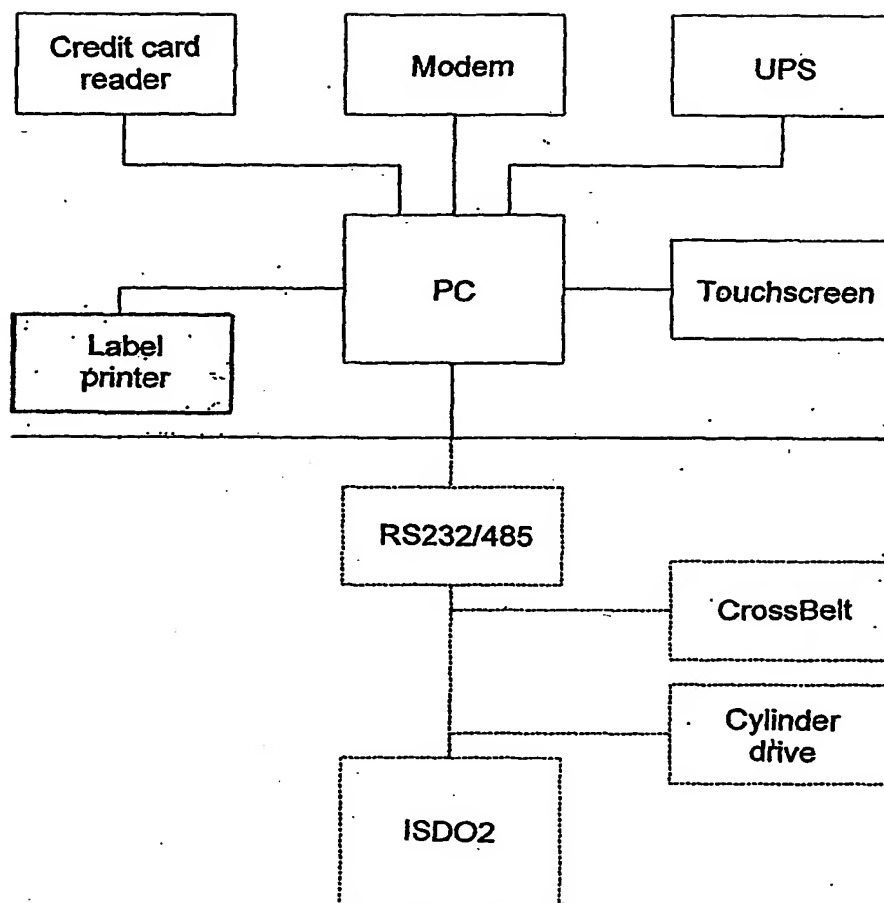 Credit card
reader
Modem
UPS
PC
Touchscreen
Label
printer
RS232/485
CrossBelt
Cylinder
drive
ISDO2